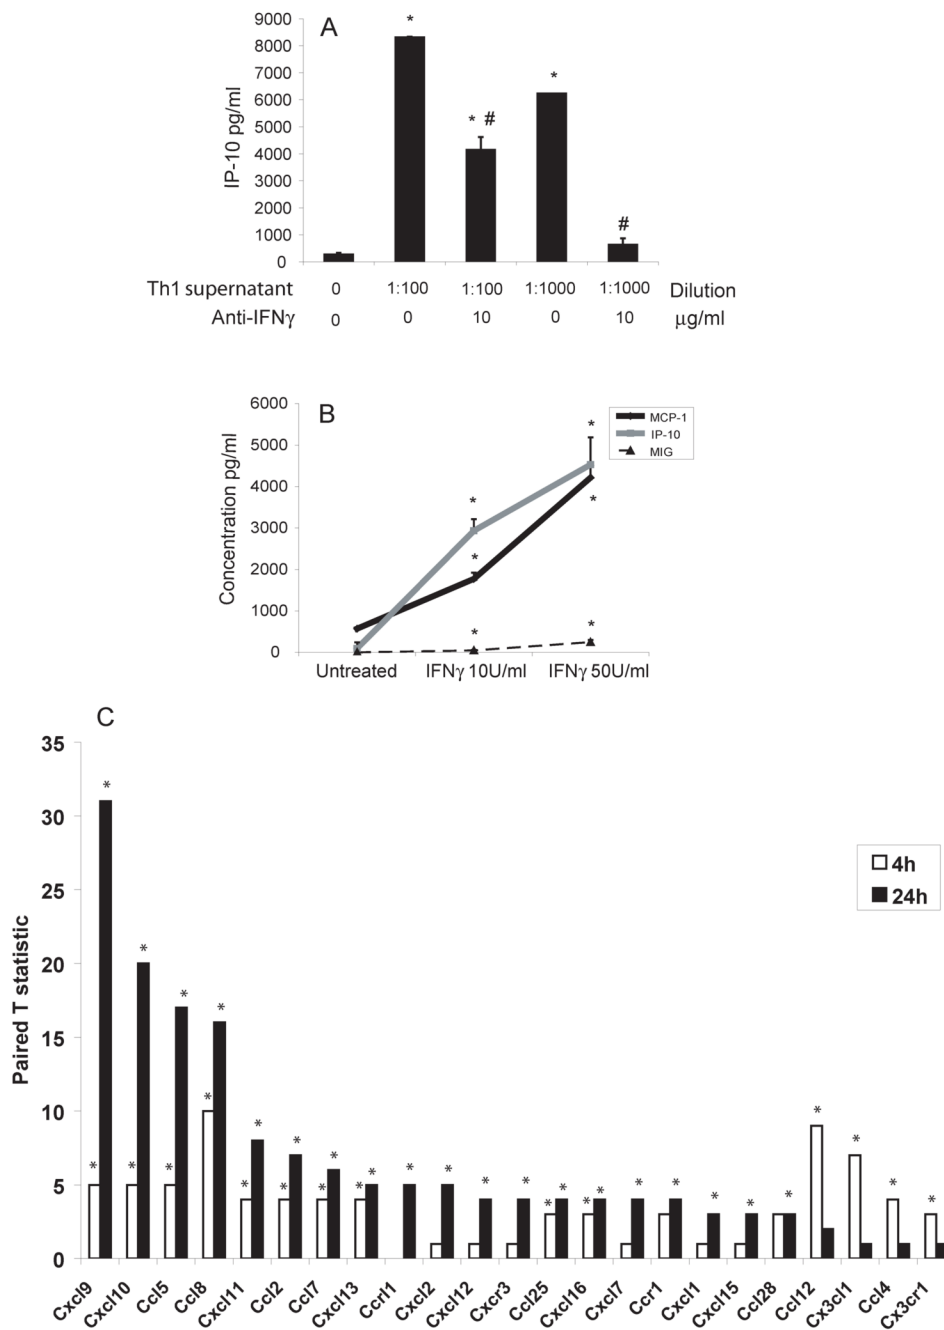 A
9000
8000
7000
6000
5000
4000
3000
2000
1000
0
IP-10 pg/ml
*
* #
*
#
Th1 supernatant 0 1:100 1:100 1:1000 1:1000 Dilution
Anti-IFNγ 0 0 10 0 10 μg/ml
B
6000
5000
4000
3000
2000
1000
0
Concentration pg/ml
MCP-1
IP-10
MIG
* * *
* * *
Untreated IFNγ 10U/ml IFNγ 50U/ml
C
35
30
25
20
15
10
5
0
Paired T statistic
4h
24h
* * * * * * * * * * * * * * * * * * * * * * * * * * * * * * * *
Cxcl9 Cxcl10 Ccl5 Ccl8 Cxcl11 Ccl2 Ccl7 Cxcl13 Ccrl1 Cxcl2 Cxcl12 Cxcr3 Ccl25 Cxcl16 Cxcl7 Ccr1 Cxcl1 Cxcl15 Ccl28 Ccl12 Cx3cl1 Ccl4 Cx3cr1